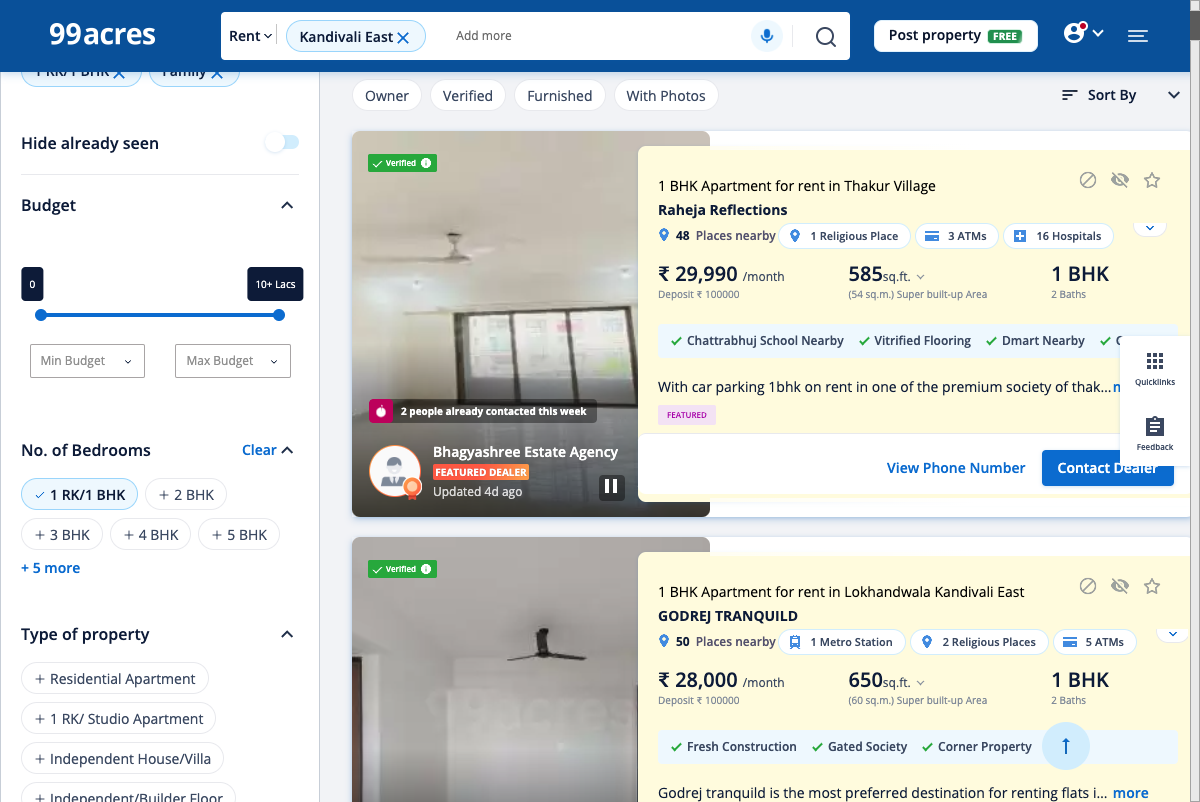 99acres
Rent
Kandivali East
Add more
Post property FREE
1 RK/1 BHK
Family
Hide already seen
Budget
0
10+ Lacs
Min Budget
Max Budget
No. of Bedrooms
Clear
1 RK/1 BHK
+ 2 BHK
+ 3 BHK
+ 4 BHK
+ 5 BHK
+ 5 more
Type of property
+ Residential Apartment
+ 1 RK/ Studio Apartment
+ Independent House/Villa
+ Independent/Builder Floor
Owner
Verified
Furnished
With Photos
Sort By
Verified
2 people already contacted this week
Bhagyashree Estate Agency
FEATURED DEALER
Updated 4d ago
1 BHK Apartment for rent in Thakur Village
Raheja Reflections
48 Places nearby
1 Religious Place
3 ATMs
16 Hospitals
₹ 29,990 /month
Deposit ₹ 100000
585sq.ft.
(54 sq.m.) Super built-up Area
1 BHK
2 Baths
Chattrabhuj School Nearby
Vitrified Flooring
Dmart Nearby
With car parking 1bhk on rent in one of the premium society of thak...
FEATURED
View Phone Number
Contact Dealer
Quicklinks
Feedback
Verified
99acres
1 BHK Apartment for rent in Lokhandwala Kandivali East
GODREJ TRANQUILD
50 Places nearby
1 Metro Station
2 Religious Places
5 ATMs
₹ 28,000 /month
Deposit ₹ 100000
650sq.ft.
(60 sq.m.) Super built-up Area
1 BHK
2 Baths
Fresh Construction
Gated Society
Corner Property
Godrej tranquild is the most preferred destination for renting flats i... more